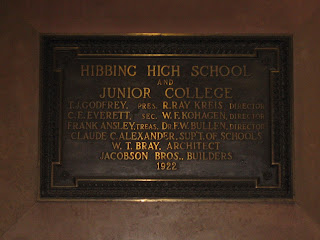 HIBBING HIGH SCHOOL
AND
JUNIOR COLLEGE
T.J. GODFREY, PRES. R. RAY KREIS DIRECTOR
C.E. EVERETT, SEC. W.F. KOHAGEN, DIRECTOR
FRANK ANSLEY, TREAS. DR. F.W. BULLEN, DIRECTOR
CLAUDE C. ALEXANDER, SUPT. OF SCHOOLS
W. T. BRAY, ARCHITECT
JACOBSON BROS., BUILDERS
1922